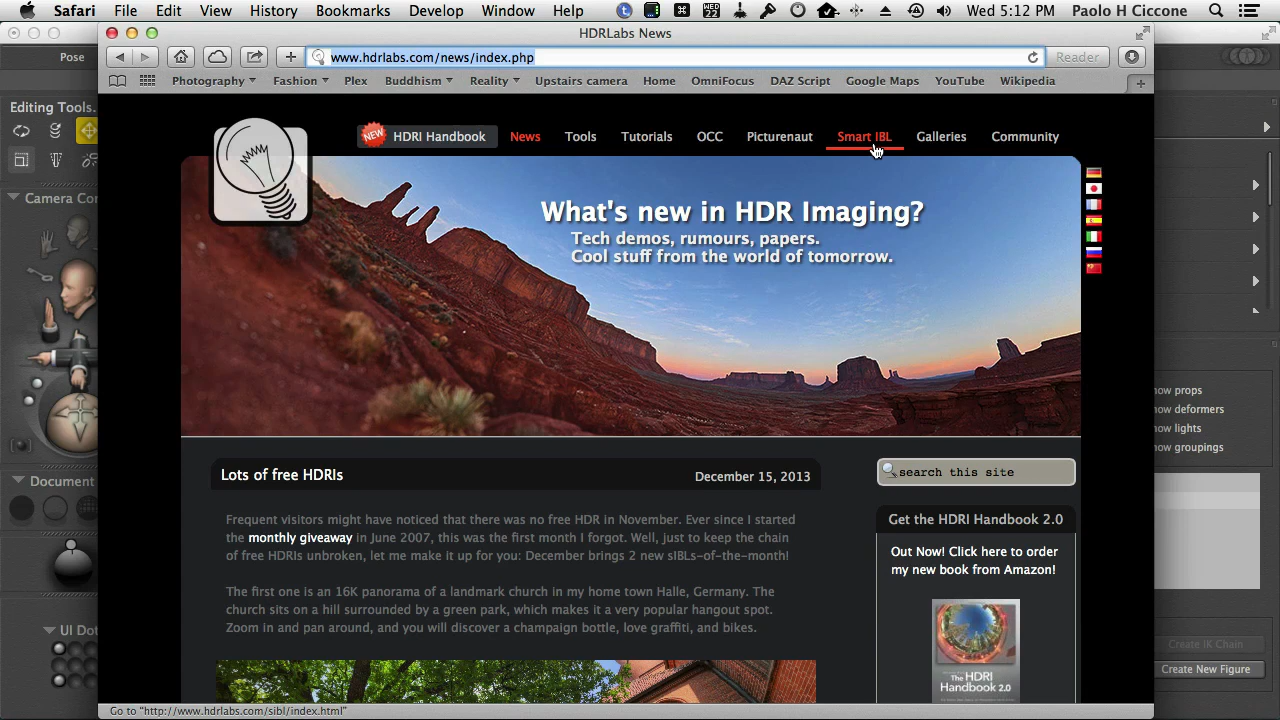 Safari File Edit View History Bookmarks Develop Window Help WED 22 Wed 5:12 PM Paolo H Ciccone
HDRLabs News
Pose
www.hdrlabs.com/news/index.php
Reader
Photography Fashion Plex Buddhism Reality Upstairs camera Home OmniFocus DAZ Script Google Maps YouTube Wikipedia
Editing Tools.
NEW HDRI Handbook News Tools Tutorials OCC Picturenaut Smart IBL Galleries Community
Camera Con
What's new in HDR Imaging?
Tech demos, rumours, papers.
Cool stuff from the world of tomorrow.
how props
how deformers
how lights
how groupings
Document
UI Dot
Lots of free HDRIs
December 15, 2013
Frequent visitors might have noticed that there was no free HDR in November. Ever since I started
the monthly giveaway in June 2007, this was the first month I forgot. Well, just to keep the chain
of free HDRIs unbroken, let me make it up for you: December brings 2 new sIBLs-of-the-month!
The first one is an 16K panorama of a landmark church in my home town Halle, Germany. The
church sits on a hill surrounded by a green park, which makes it a very popular hangout spot.
Zoom in and pan around, and you will discover a champaign bottle, love graffiti, and bikes.
search this site
Get the HDRI Handbook 2.0
Out Now! Click here to order
my new book from Amazon!
The HDRI
Handbook 2.0
Create IK Chain
Create New Figure
Go to "http://www.hdrlabs.com/sibl/index.html"